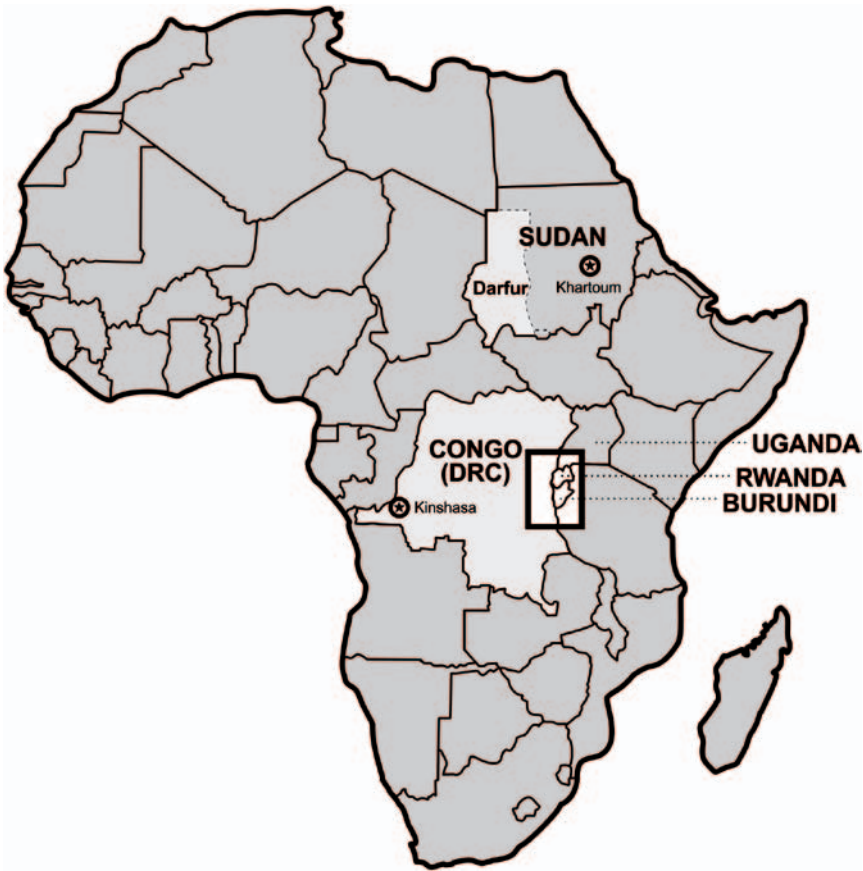 SUDAN
Darfur
Khartoum
CONGO
(DRC)
UGANDA
RWANDA
BURUNDI
Kinshasa